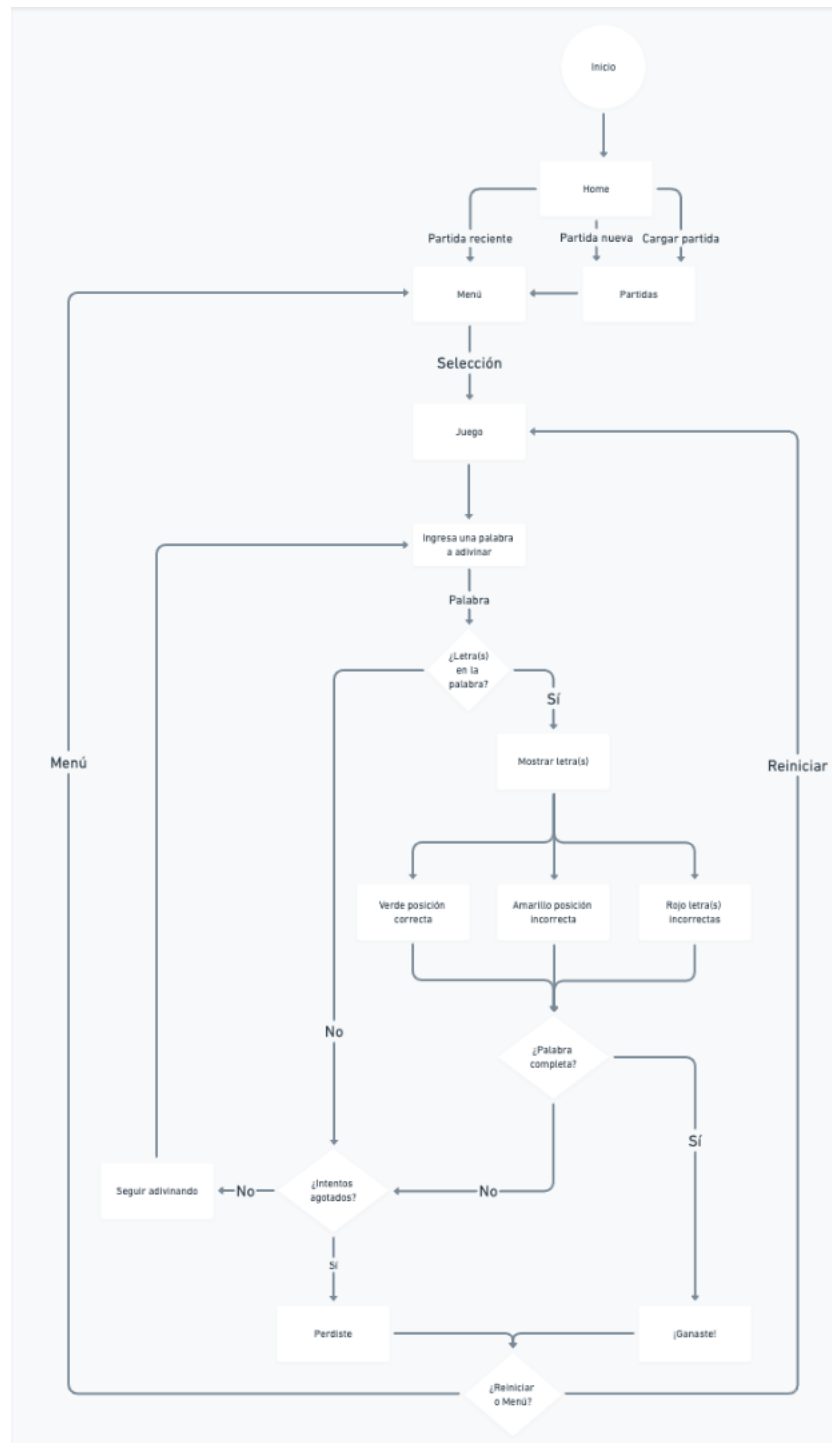 Inicio
Home
Partida reciente
Partida nueva
Cargar partida
Menú
Partidas
Selección
Juego
Ingresa una palabra
a adivinar
Palabra
¿Letra(s)
en la
palabra?
Sí
Menú
Mostrar letra(s)
Reiniciar
Verde posición
correcta
Amarillo posición
incorrecta
Rojo letra(s)
incorrectas
No
¿Palabra
completa?
Sí
Seguir adivinando
No
¿Intentos
agotados?
No
Sí
Perdiste
¡Ganaste!
¿Reiniciar
o Menú?